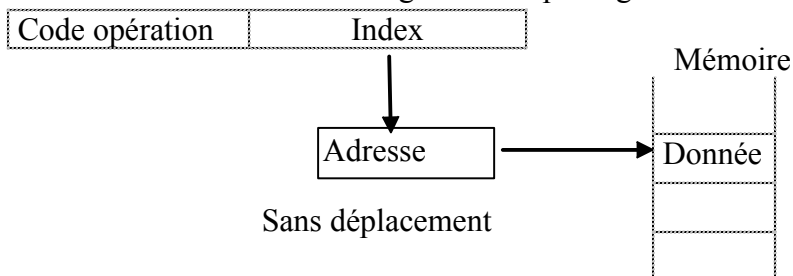 Code opération Index
Mémoire
Adresse
Donnée
Sans déplacement